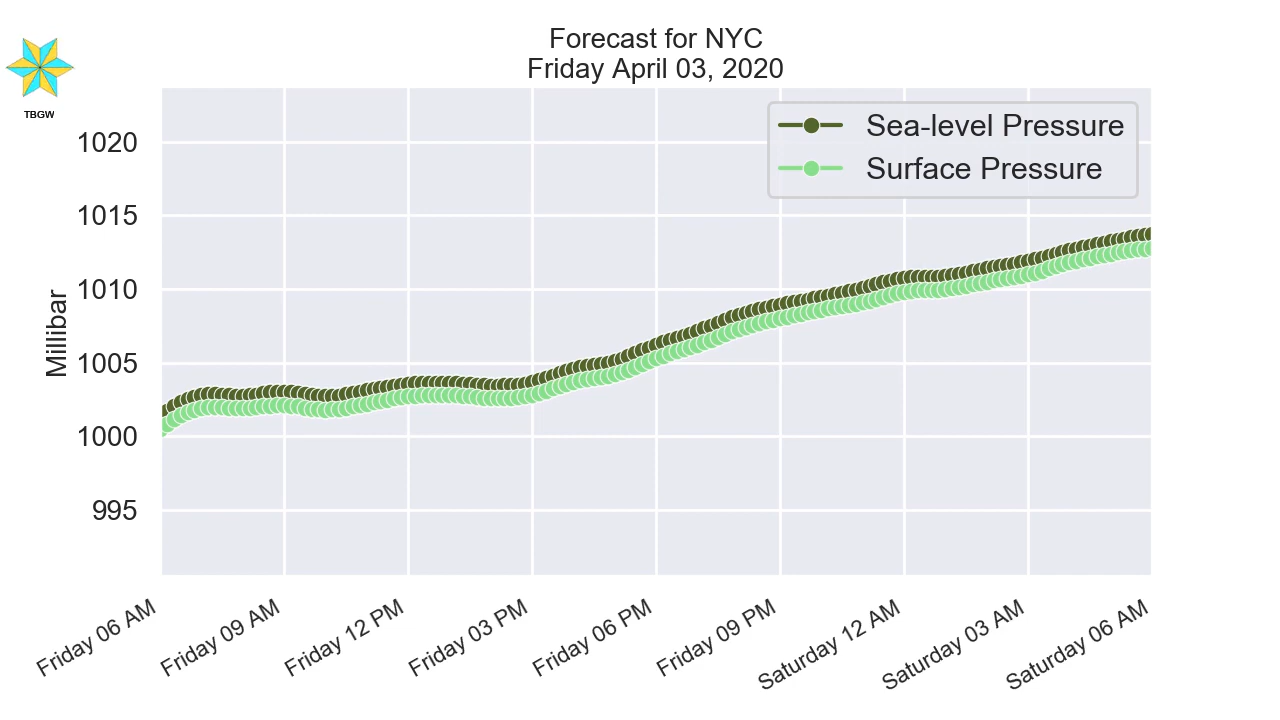 Forecast for NYC
Friday April 03, 2020
TBGW
Sea-level Pressure
Surface Pressure
Millibar
1020
1015
1010
1005
1000
995
Friday 06 AM
Friday 09 AM
Friday 12 PM
Friday 03 PM
Friday 06 PM
Friday 09 PM
Saturday 12 AM
Saturday 03 AM
Saturday 06 AM